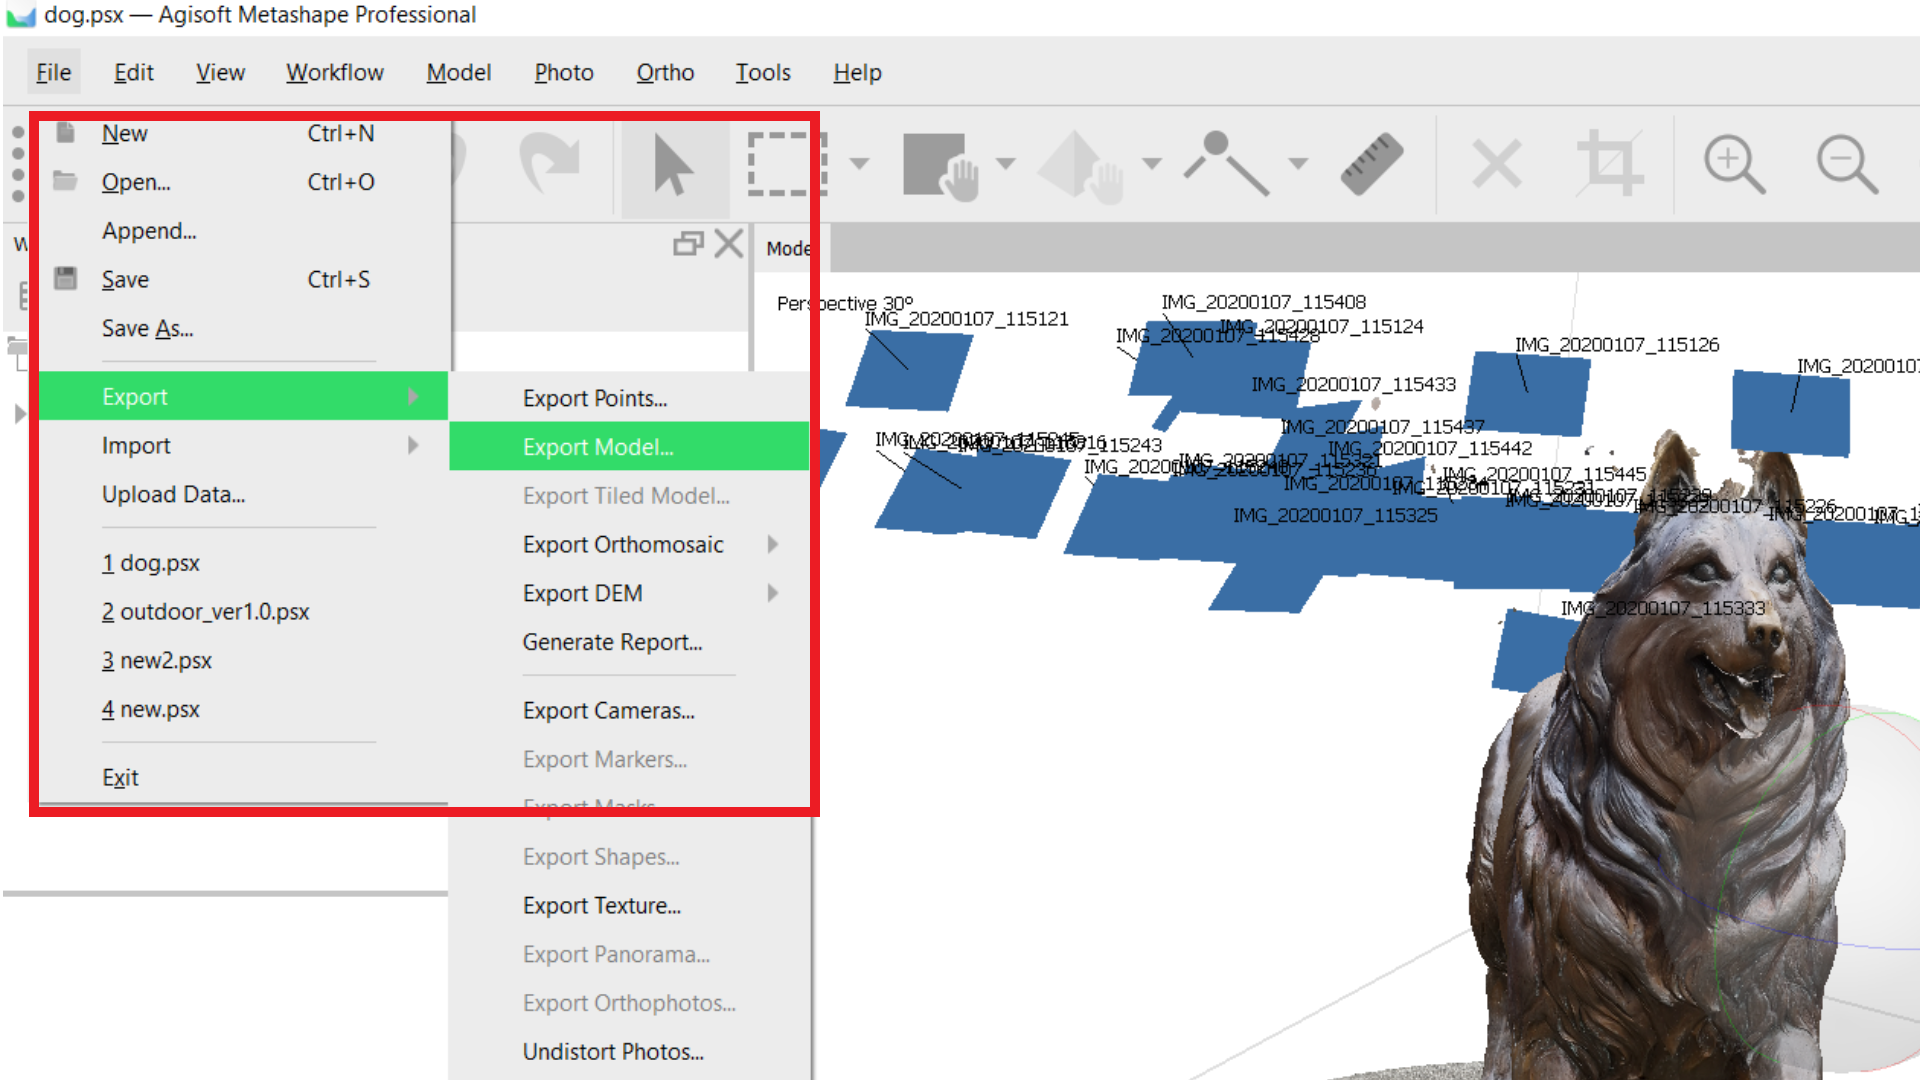 dog.psx — Agisoft Metashape Professional
File Edit View Workflow Model Photo Ortho Tools Help
New Ctrl+N
Open... Ctrl+O
Append...
Save Ctrl+S
Save As...
Export
Import
Upload Data...
1 dog.psx
2 outdoor_ver1.0.psx
3 new2.psx
4 new.psx
Exit
Export Points...
Export Model...
Export Tiled Model...
Export Orthomosaic
Export DEM
Generate Report...
Export Cameras...
Export Markers...
Export Masks...
Export Shapes...
Export Texture...
Export Panorama...
Export Orthophotos...
Undistort Photos...
Model
Perspective 30°
IMG_20200107_115121
IMG_20200107_115408
IMG_20200107_115124
IMG_20200107_115428
IMG_20200107_115126
IMG_20200107
IMG_20200107_115433
IMG_20200107_115437
IMG_20200107_115442
IMG_20200107_115243
IMG_20200107_115445
IMG_20200107_115325
IMG_20200107_115333